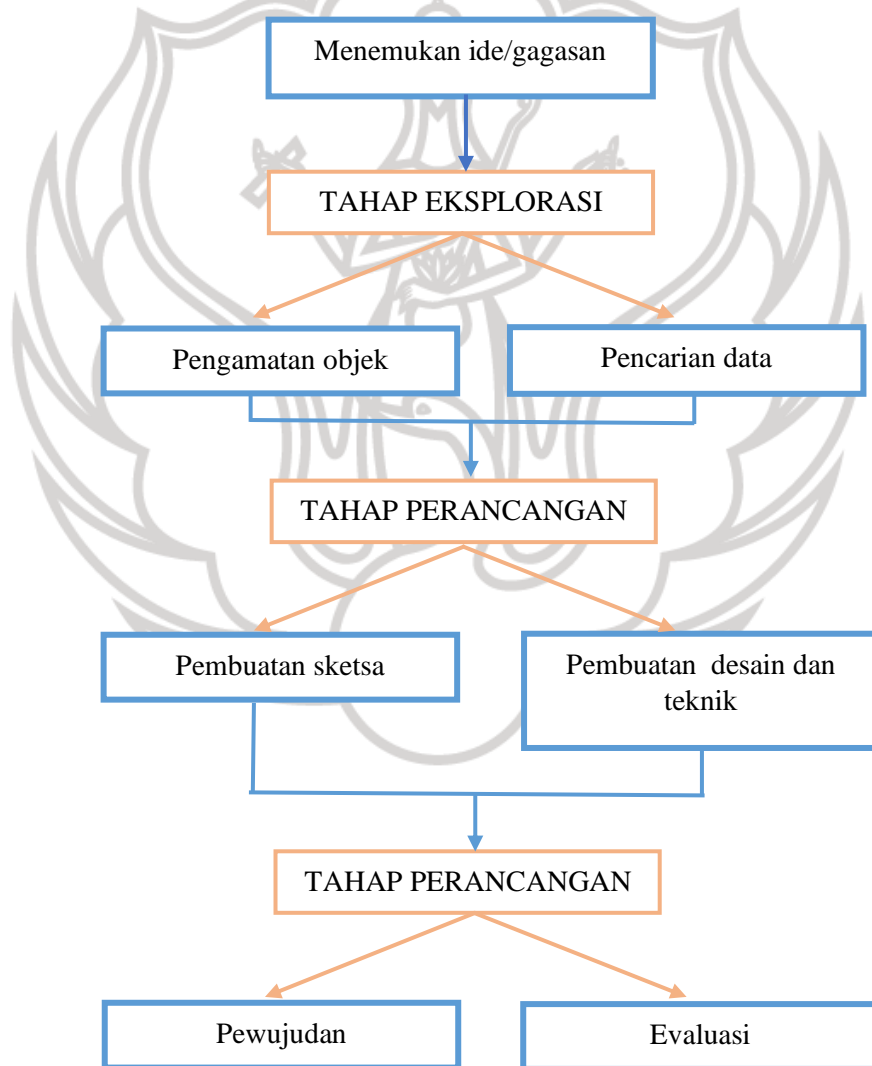 Menemukan ide/gagasan
TAHAP EKSPLORASI
Pengamatan objek
Pencarian data
TAHAP PERANCANGAN
Pembuatan sketsa
Pembuatan desain dan
teknik
TAHAP PERANCANGAN
Pewujudan
Evaluasi